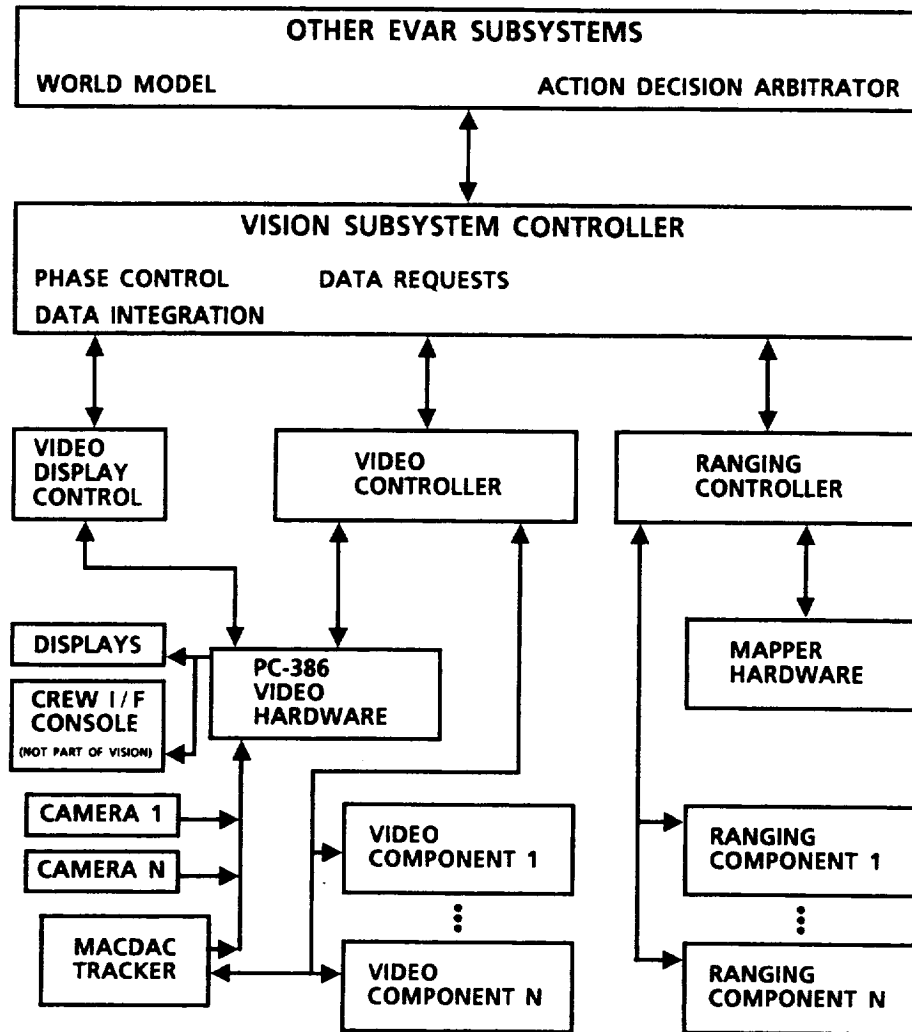 OTHER EVAR SUBSYSTEMS
WORLD MODEL
ACTION DECISION ARBITRATOR
VISION SUBSYSTEM CONTROLLER
PHASE CONTROL
DATA REQUESTS
DATA INTEGRATION
VIDEO
DISPLAY
CONTROL
VIDEO
CONTROLLER
RANGING
CONTROLLER
DISPLAYS
CREW I/F
CONSOLE
(NOT PART OF VISION)
PC-386
VIDEO
HARDWARE
MAPPER
HARDWARE
CAMERA 1
CAMERA N
MACDAC
TRACKER
VIDEO
COMPONENT 1
VIDEO
COMPONENT N
RANGING
COMPONENT 1
RANGING
COMPONENT N